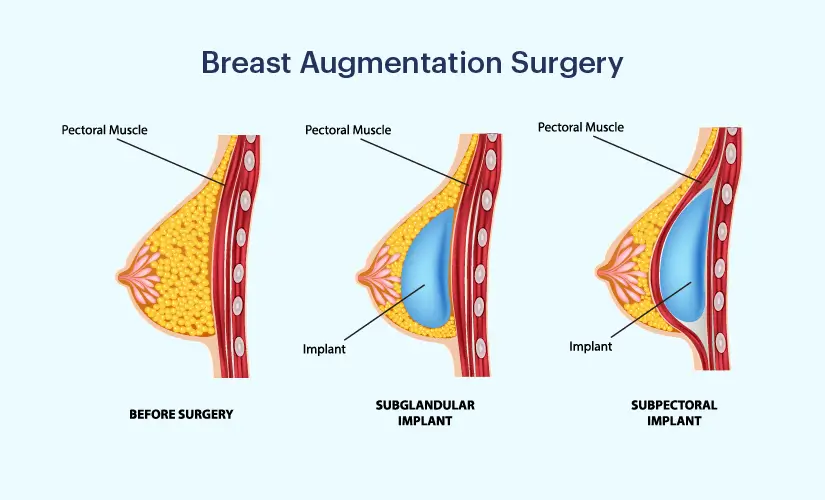 Breast Augmentation Surgery
Pectoral Muscle
Pectoral Muscle
Pectoral Muscle
Implant
Implant
BEFORE SURGERY
SUBGLANDULAR
IMPLANT
SUBPECTORAL
IMPLANT